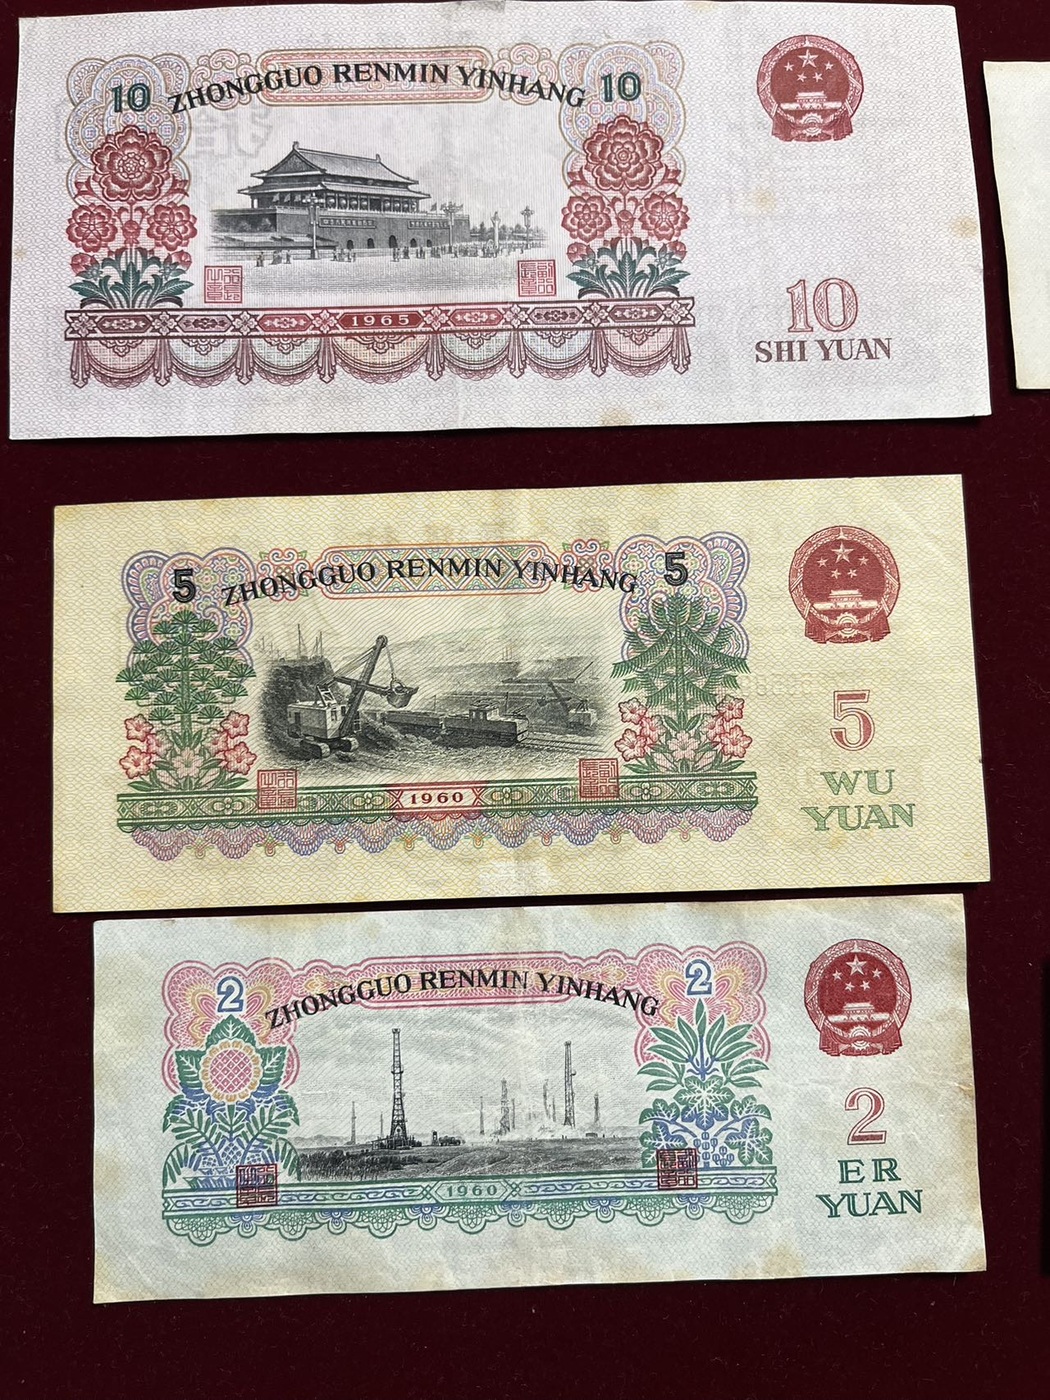 10 ZHONGGUO RENMIN YINHANG 10
1965
10
SHI YUAN
5 ZHONGGUO RENMIN YINHANG 5
1960
5
WU
YUAN
2 ZHONGGUO RENMIN YINHANG 2
1960
2
ER
YUAN